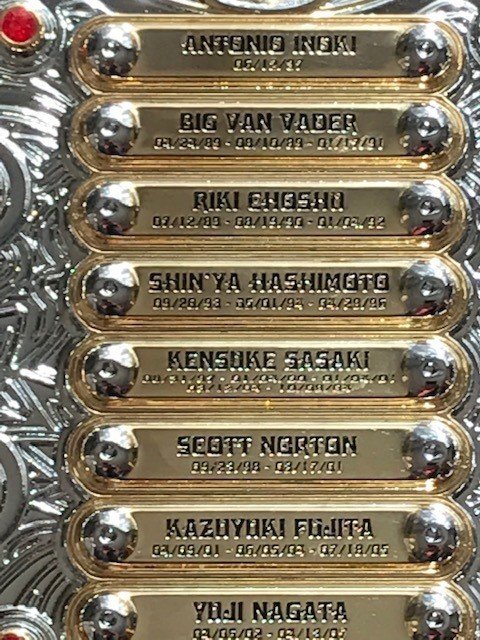 ANTONIO INOKI
06/12/87
BIG VAN VADER
04/24/89 - 08/10/89 - 01/17/91
RIKI CHOSHU
07/12/89 - 08/19/90 - 01/04/92
SHIN'YA HASHIMOTO
09/20/93 - 05/01/94 - 04/29/96
KENSUKE SASAKI
SCOTT NORTON
09/23/98 - 03/17/01
KAZUYUKI FUJITA
04/09/01 - 06/05/04 - 07/18/05
YUJI NAGATA
04/05/02 -